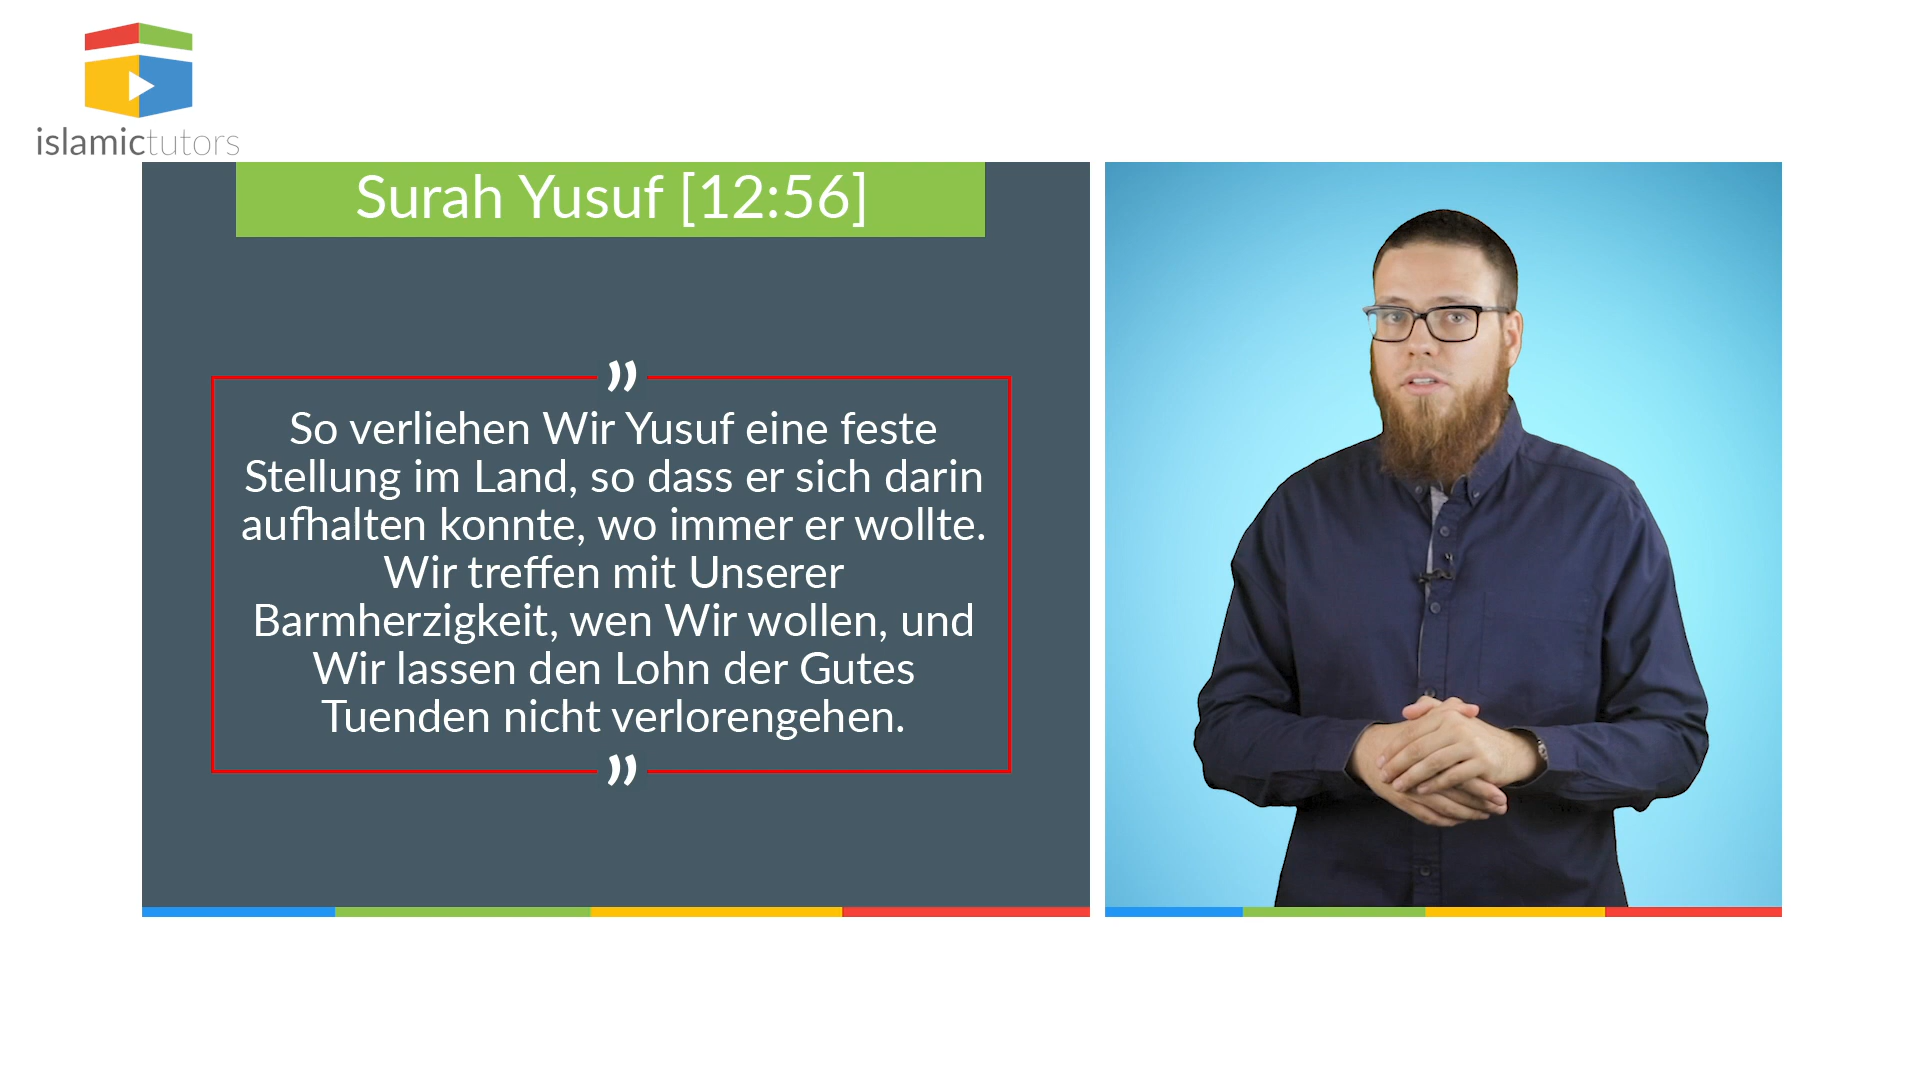 islamictutors
Surah Yusuf [12:56]
”
So verliehen Wir Yusuf eine feste
Stellung im Land, so dass er sich darin
aufhalten konnte, wo immer er wollte.
Wir treffen mit Unserer
Barmherzigkeit, wen Wir wollen, und
Wir lassen den Lohn der Gutes
Tuenden nicht verlorengehen.
”